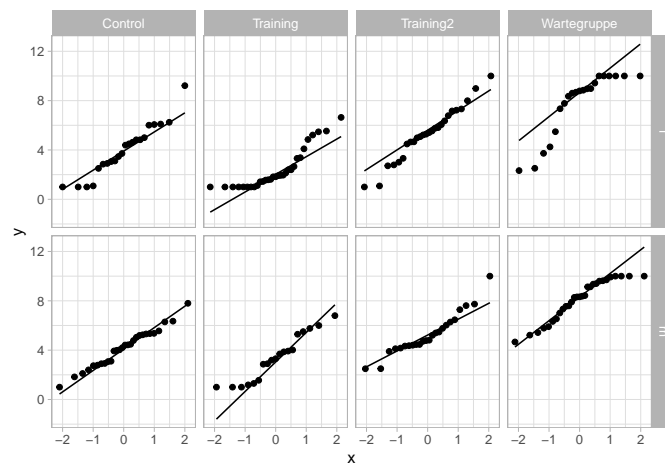 Control Training Training2 Wartegruppe
12
8
4
0
I
12
8
4
0
II
−2 −1 0 1 2 −2 −1 0 1 2 −2 −1 0 1 2 −2 −1 0 1 2
x
y